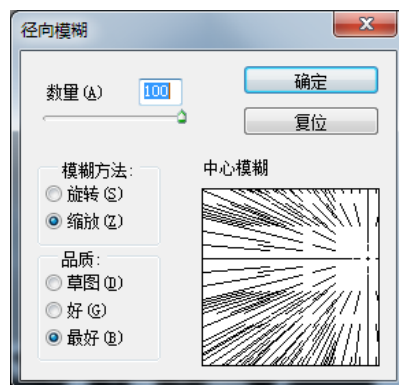 径向模糊
数量(A)
100
确定
复位
模糊方法:
旋转(S)
缩放(Z)
中心模糊
品质:
草图(D)
好(G)
最好(B)